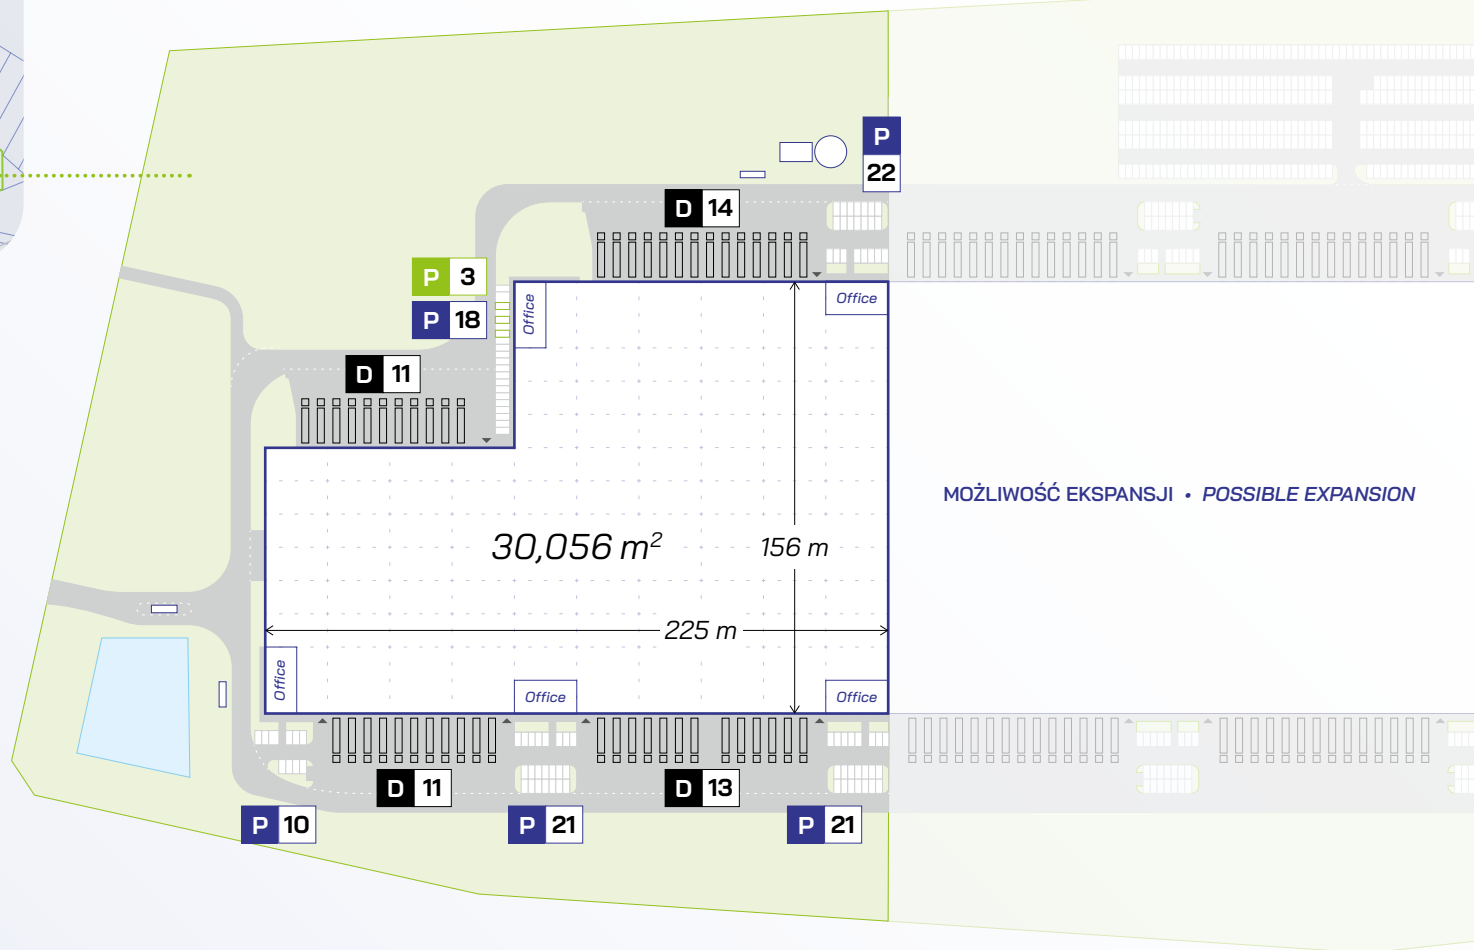 P
22
D 14
P 3
P 18
Office
Office
D 11
MOŻLIWOŚĆ EKSPANSJI • POSSIBLE EXPANSION
30,056 m²
156 m
225 m
Office
Office
Office
D 11
D 13
P 10
P 21
P 21